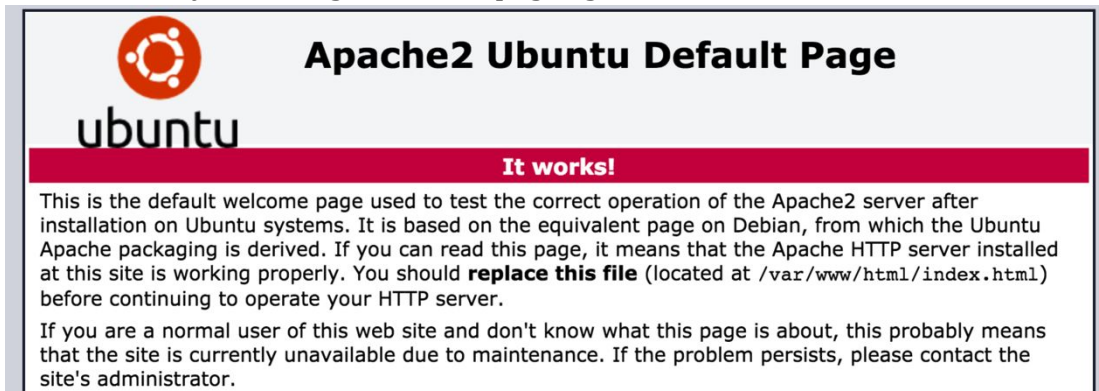 ubuntu
Apache2 Ubuntu Default Page
It works!
This is the default welcome page used to test the correct operation of the Apache2 server after
installation on Ubuntu systems. It is based on the equivalent page on Debian, from which the Ubuntu
Apache packaging is derived. If you can read this page, it means that the Apache HTTP server installed
at this site is working properly. You should replace this file (located at /var/www/html/index.html)
before continuing to operate your HTTP server.
If you are a normal user of this web site and don't know what this page is about, this probably means
that the site is currently unavailable due to maintenance. If the problem persists, please contact the
site's administrator.